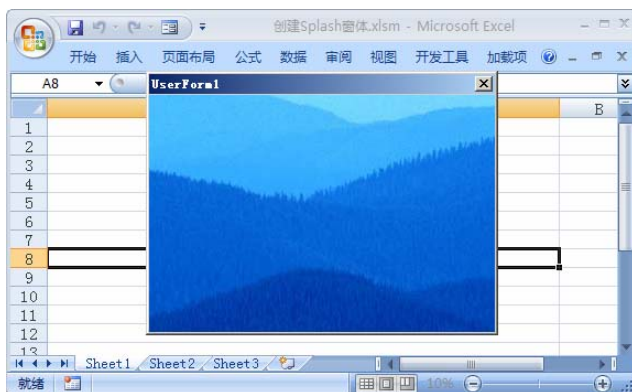 创建Splash窗体.xlsm - Microsoft Excel
开始 插入 页面布局 公式 数据 审阅 视图 开发工具 加载项
A8
UserForm1
B
1
2
3
4
5
6
7
8
9
10
11
12
13
Sheet1 Sheet2 Sheet3
就绪 10%